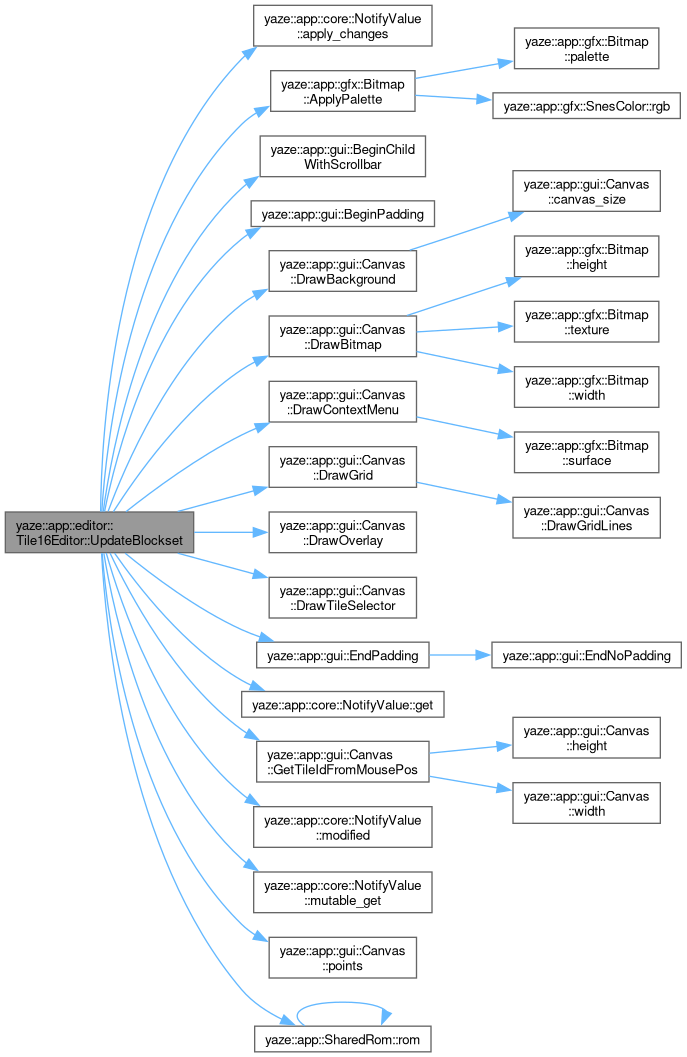 yaze::app::core::NotifyValue
::apply_changes
yaze::app::gfx::Bitmap
::palette
yaze::app::gfx::Bitmap
::ApplyPalette
yaze::app::gfx::SnesColor::rgb
yaze::app::gui::BeginChild
WithScrollbar
yaze::app::gui::Canvas
::canvas_size
yaze::app::gui::BeginPadding
yaze::app::gui::Canvas
::DrawBackground
yaze::app::gfx::Bitmap
::height
yaze::app::gui::Canvas
::DrawBitmap
yaze::app::gfx::Bitmap
::texture
yaze::app::gfx::Bitmap
::width
yaze::app::gui::Canvas
::DrawContextMenu
yaze::app::gfx::Bitmap
::surface
yaze::app::gui::Canvas
::DrawGrid
yaze::app::gui::Canvas
::DrawGridLines
yaze::app::editor::
Tile16Editor::UpdateBlockset
yaze::app::gui::Canvas
::DrawOverlay
yaze::app::gui::Canvas
::DrawTileSelector
yaze::app::gui::EndPadding
yaze::app::gui::EndNoPadding
yaze::app::core::NotifyValue::get
yaze::app::gui::Canvas
::height
yaze::app::gui::Canvas
::GetTileIdFromMousePos
yaze::app::gui::Canvas
::width
yaze::app::core::NotifyValue
::modified
yaze::app::core::NotifyValue
::mutable_get
yaze::app::gui::Canvas
::points
yaze::app::SharedRom::rom